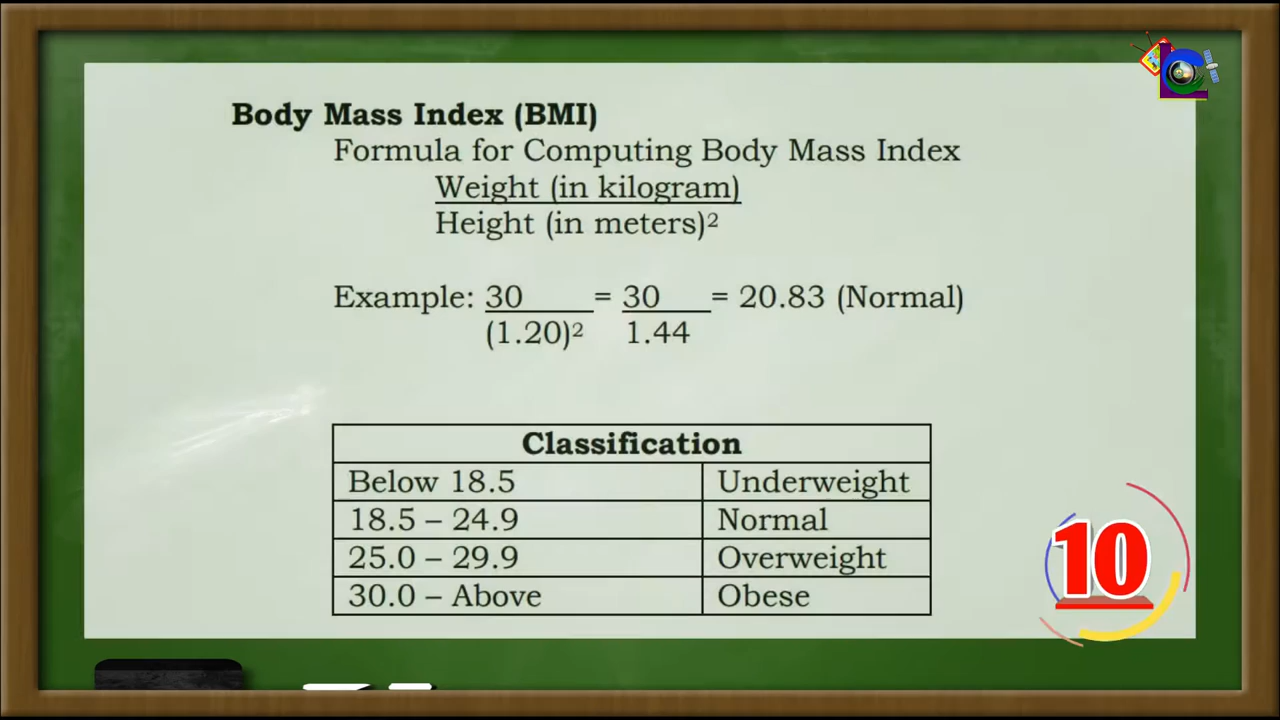 Body Mass Index (BMI)
Formula for Computing Body Mass Index
Weight (in kilogram)
Height (in meters)²
Example: 30 = 30 = 20.83 (Normal)
(1.20)² 1.44
Classification
Below 18.5 Underweight
18.5 – 24.9 Normal
25.0 – 29.9 Overweight
30.0 – Above Obese
10